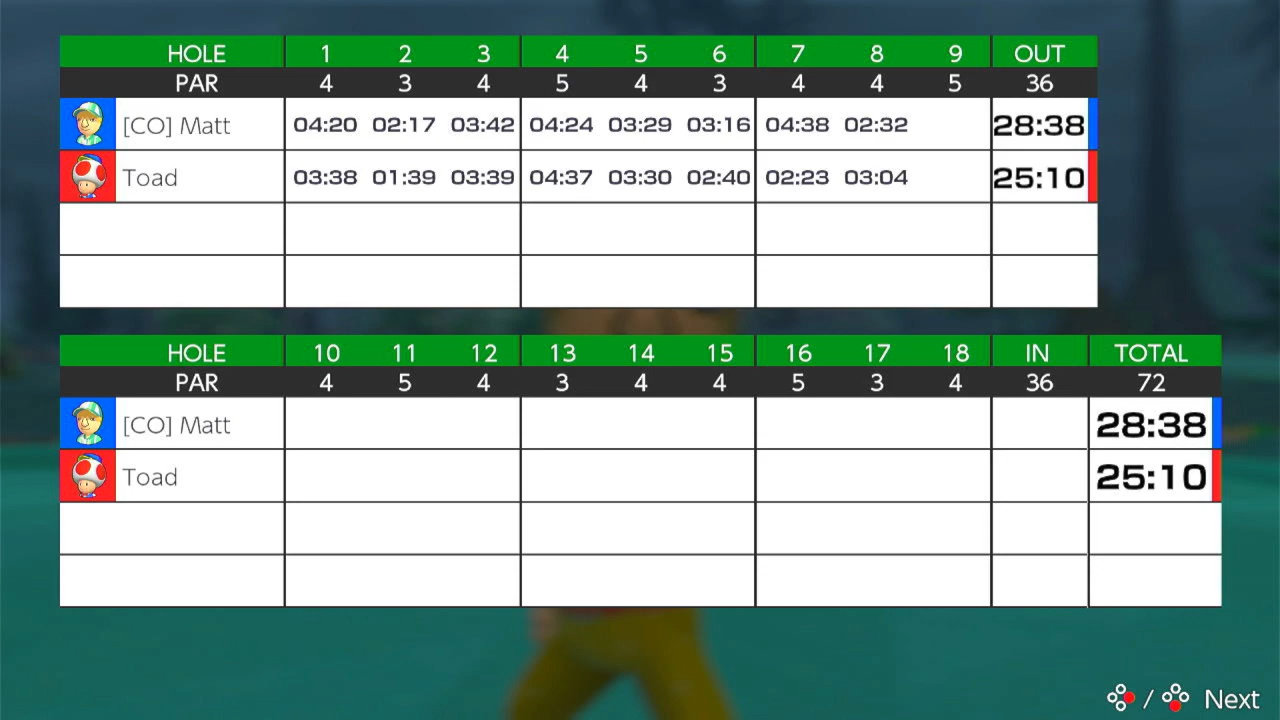 HOLE 1 2 3 4 5 6 7 8 9 OUT
PAR 4 3 4 5 4 3 4 4 5 36
[CO] Matt 04:20 02:17 03:42 04:24 03:29 03:16 04:38 02:32 28:38
Toad 03:38 01:39 03:39 04:37 03:30 02:40 02:23 03:04 25:10
HOLE 10 11 12 13 14 15 16 17 18 IN TOTAL
PAR 4 5 4 3 4 4 5 3 4 36 72
[CO] Matt 28:38
Toad 25:10
/ Next